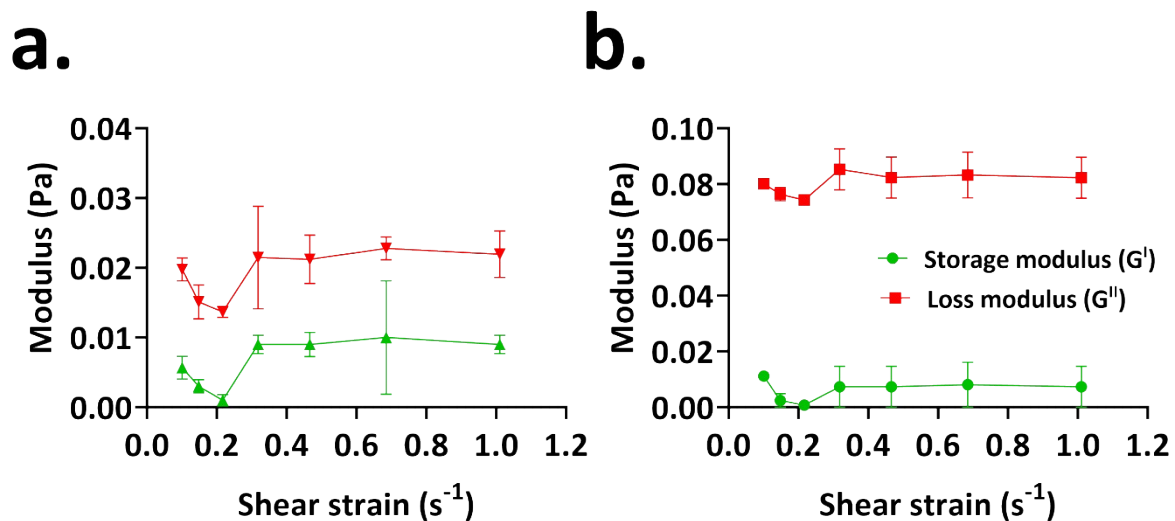 a.
Modulus (Pa)
0.04
0.03
0.02
0.01
0.00
0.0 0.2 0.4 0.6 0.8 1.0 1.2
Shear strain (s⁻¹)
b.
Modulus (Pa)
0.10
0.08
0.06
0.04
0.02
0.00
0.0 0.2 0.4 0.6 0.8 1.0 1.2
Shear strain (s⁻¹)
Storage modulus (Gᴵ)
Loss modulus (Gᴵᴵ)